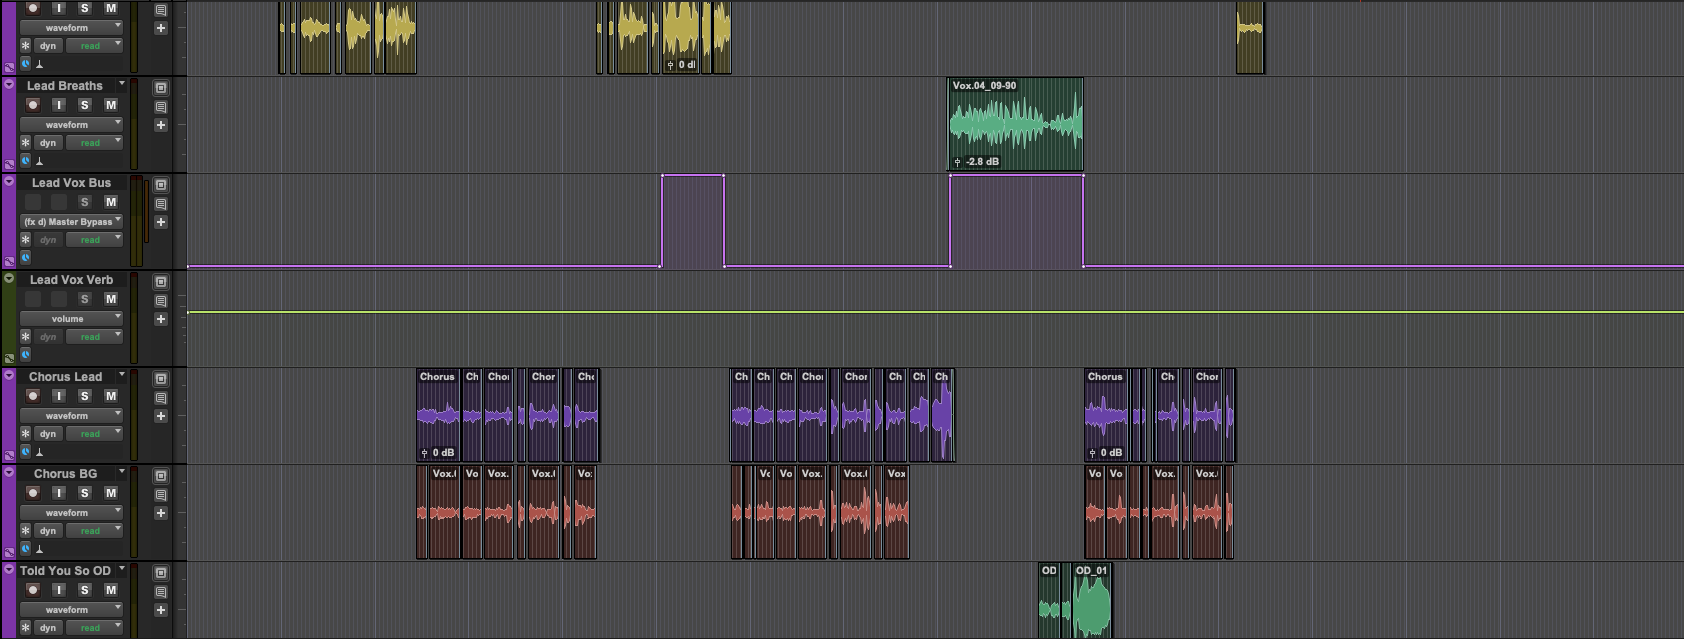 I S M
waveform
* dyn read
0 dl
Lead Breaths
I S M
waveform
* dyn read
Vox.04_09-90
-2.8 dB
Lead Vox Bus
S M
(fx d) Master Bypass
* dyn read
Lead Vox Verb
S M
volume
* dyn read
Chorus Lead
I S M
waveform
* dyn read
Chorus Ch Chor Chor Cho
0 dB
Ch Ch Ch Chor Chor Ch Ch Ch
Chorus Ch Chor
0 dB
Chorus BG
I S M
waveform
* dyn read
Vox. Vo Vox. Vox. Vo
Vo Vo Vox. Vox. Vox
Vo Vo Vox. Vox.
Told You So OD
I S M
waveform
* dyn read
OD OD_01